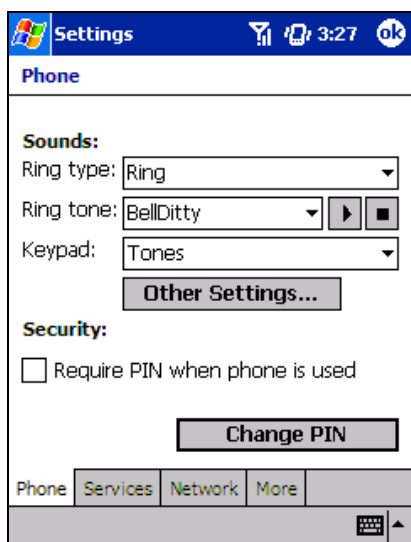 Settings 3:27 ok
Phone
Sounds:
Ring type: Ring
Ring tone: BellDitty
Keypad: Tones
Other Settings...
Security:
Require PIN when phone is used
Change PIN
Phone Services Network More